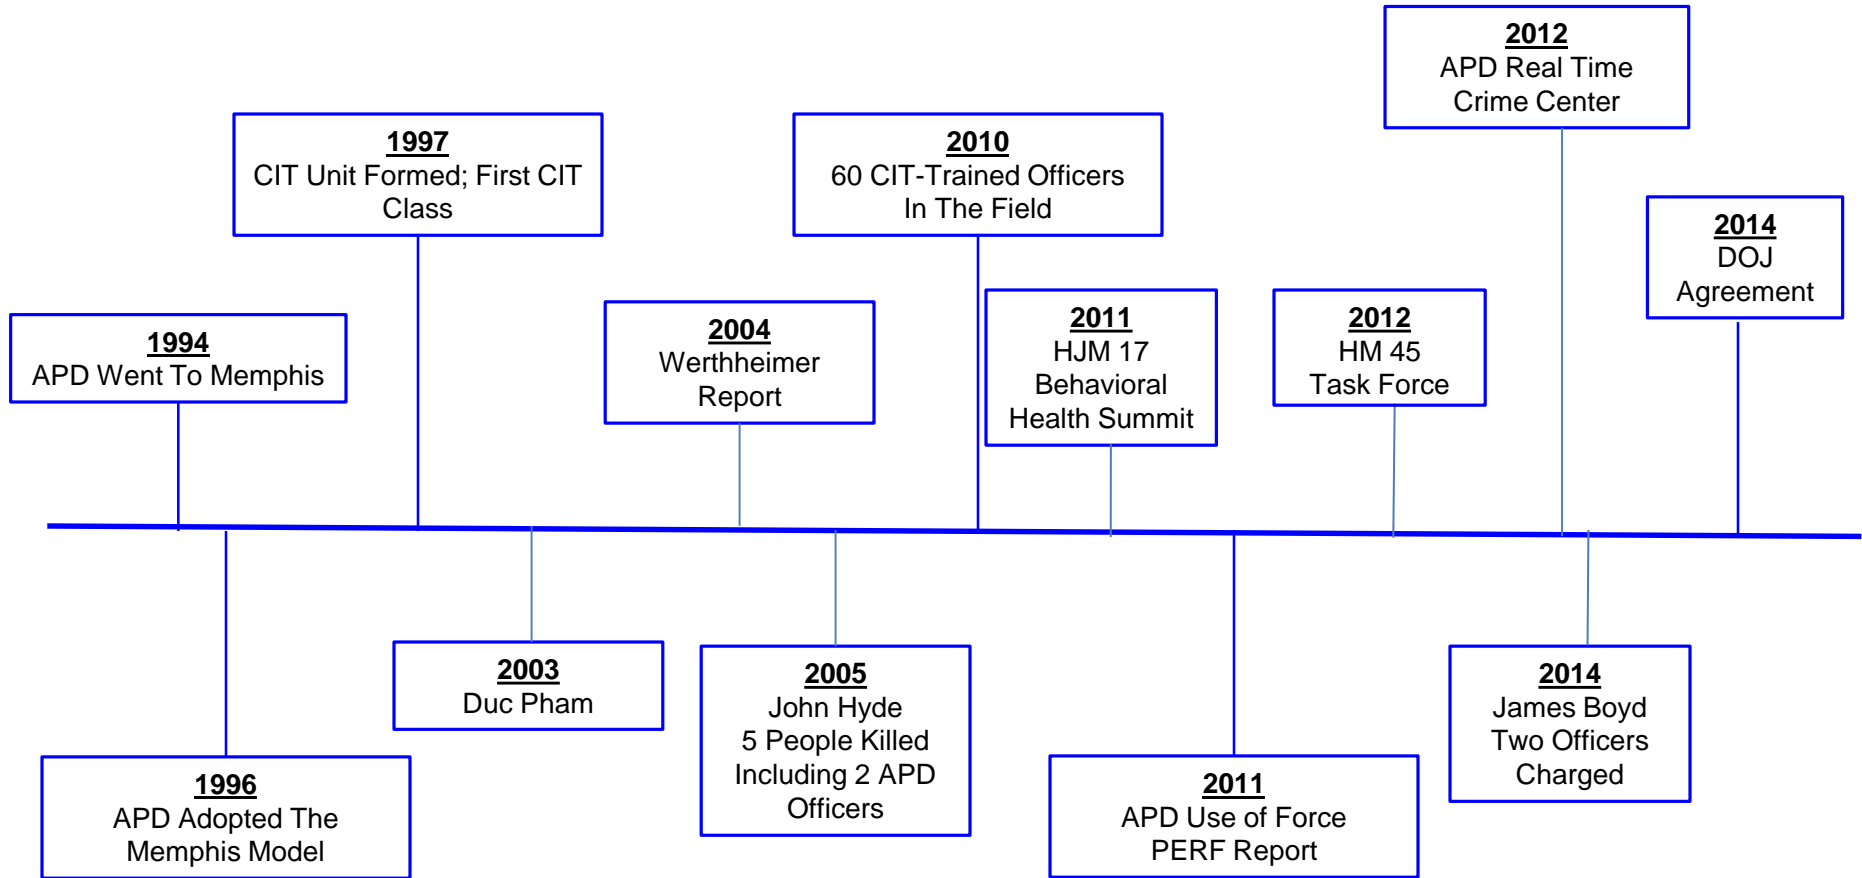 1994
APD Went To Memphis
1996
APD Adopted The
Memphis Model
1997
CIT Unit Formed; First CIT
Class
2003
Duc Pham
2004
Werthheimer
Report
2005
John Hyde
5 People Killed
Including 2 APD
Officers
2010
60 CIT-Trained Officers
In The Field
2011
HJM 17
Behavioral
Health Summit
2011
APD Use of Force
PERF Report
2012
HM 45
Task Force
2012
APD Real Time
Crime Center
2014
James Boyd
Two Officers
Charged
2014
DOJ
Agreement